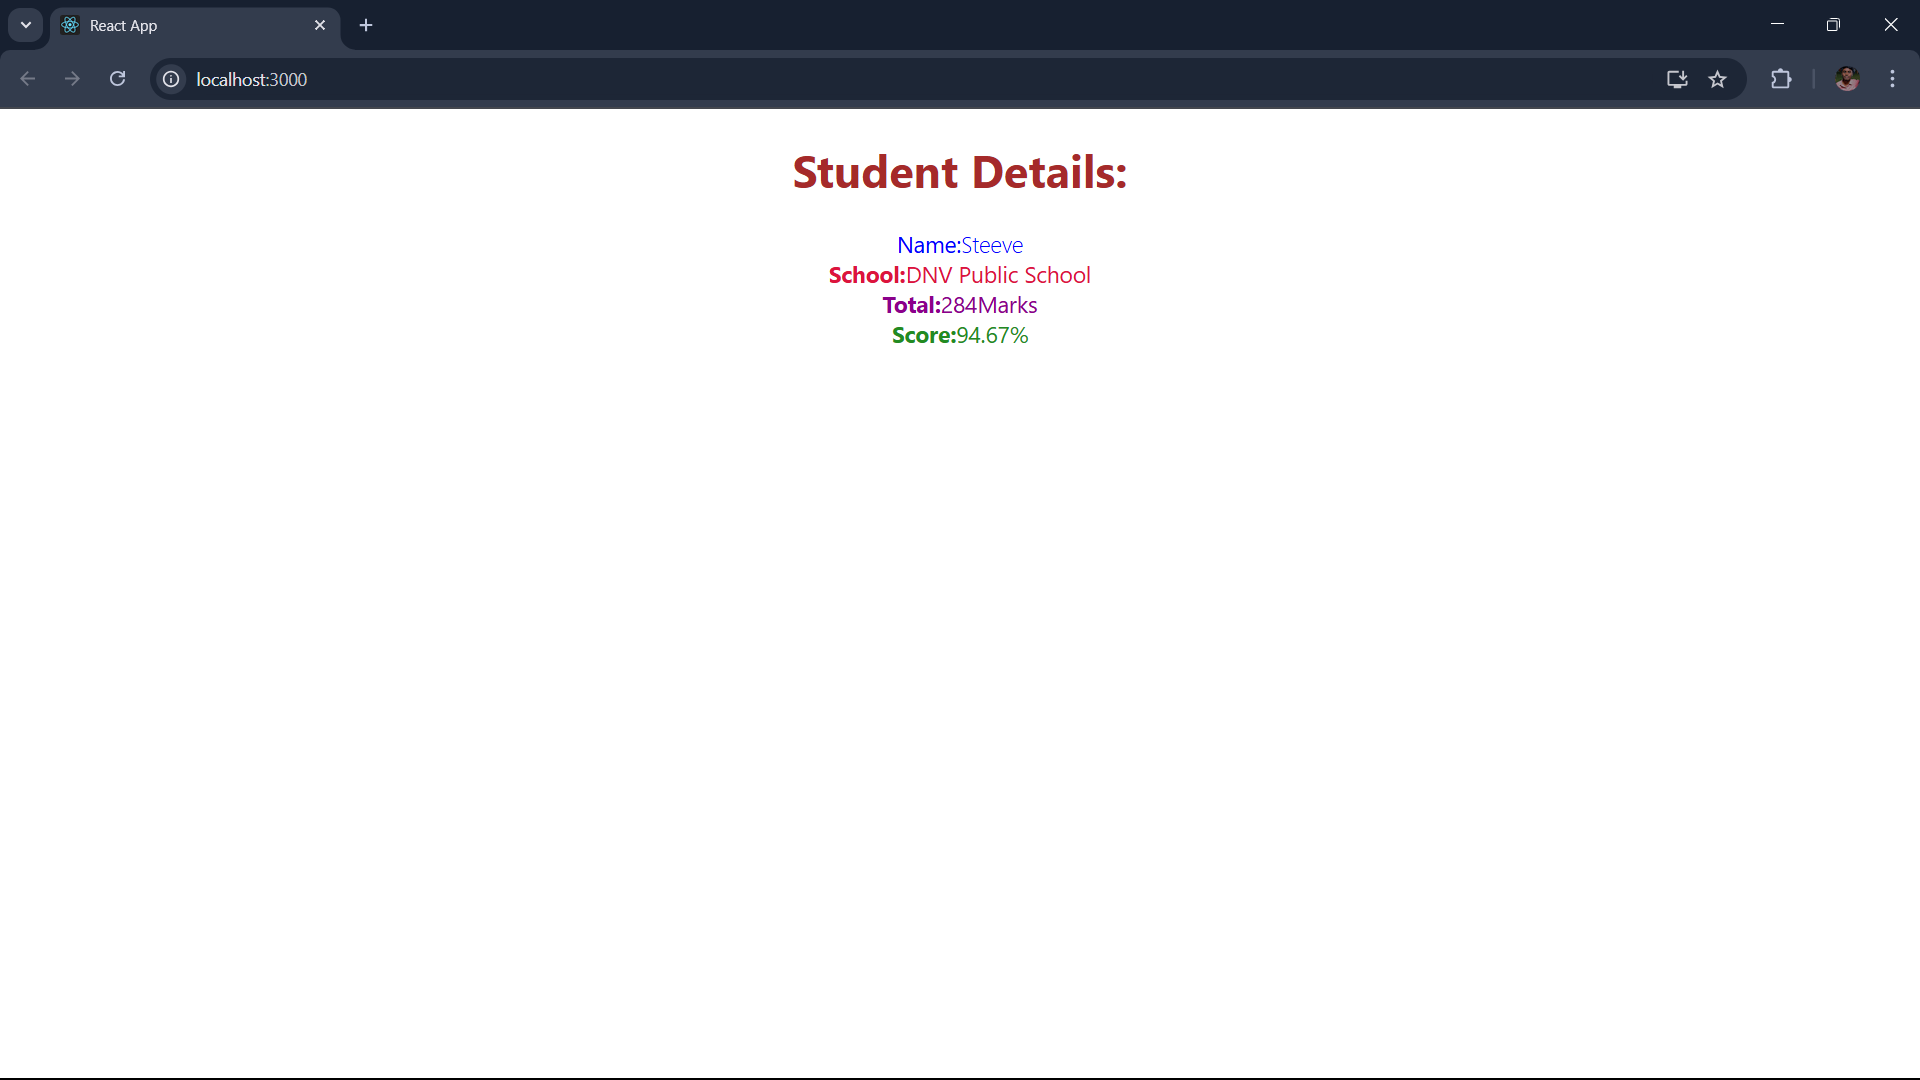 React App
localhost:3000
Student Details:
Name:Steeve
School:DNV Public School
Total:284Marks
Score:94.67%